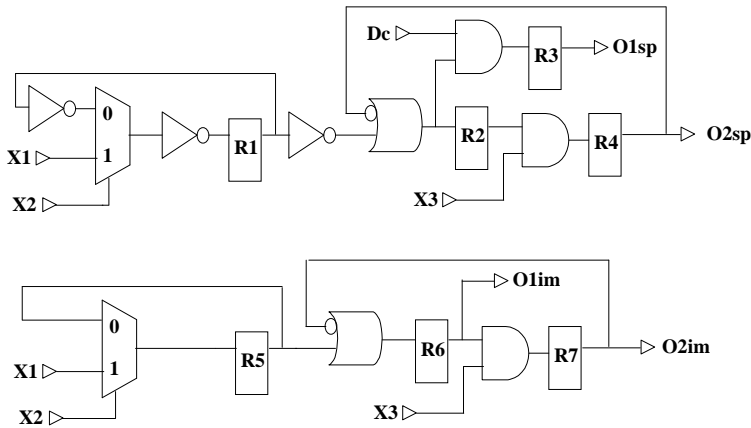 Dc
R3
O1sp
0
X1
1
R1
R2
R4
O2sp
X2
X3
O1im
0
X1
1
R5
R6
R7
O2im
X2
X3